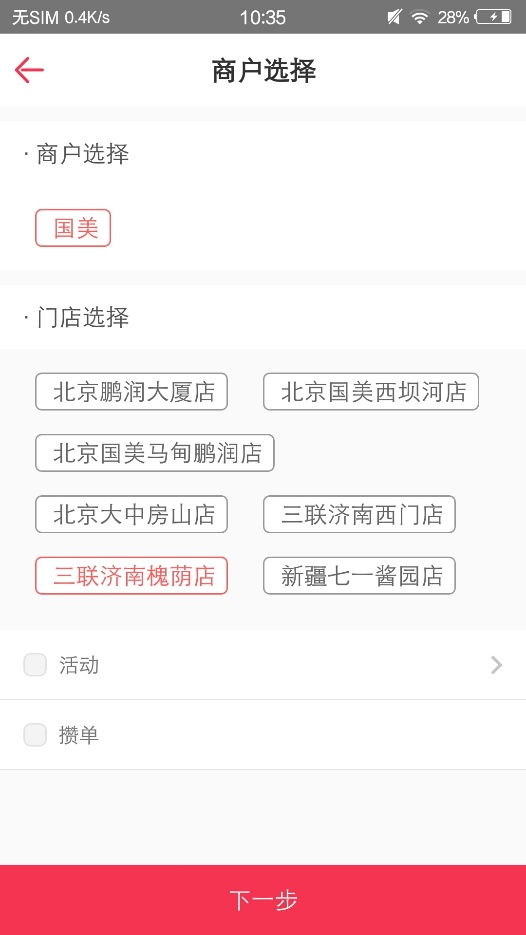 无SIM 0.4K/s 10:35 28%
商户选择
· 商户选择
国美
· 门店选择
北京鹏润大厦店 北京国美西坝河店
北京国美马甸鹏润店
北京大中房山店 三联济南西门店
三联济南槐荫店 新疆七一酱园店
活动
攒单
下一步